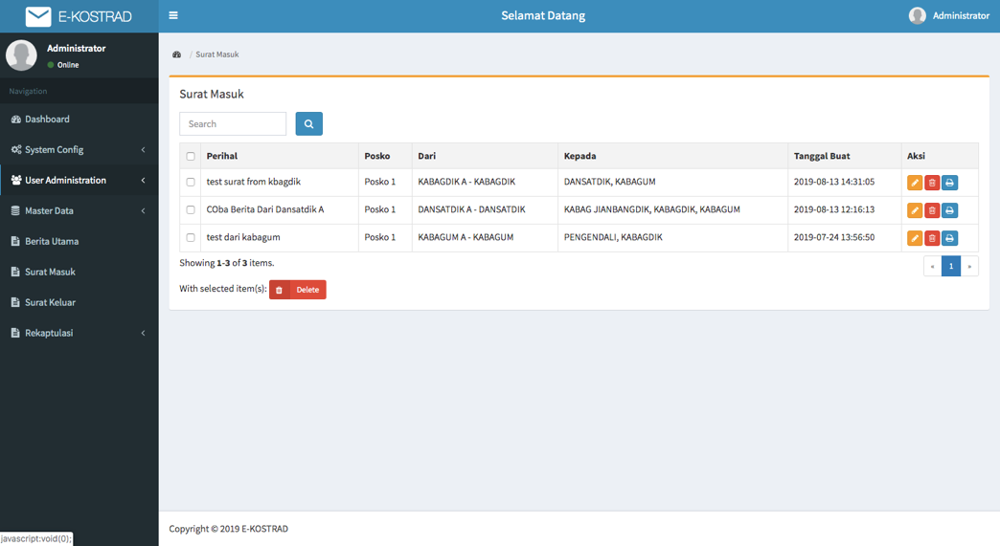 E-KOSTRAD
Selamat Datang
Administrator
Administrator
Online
Navigation
Dashboard
System Config
User Administration
Master Data
Berita Utama
Surat Masuk
Surat Keluar
Rekaptulasi
/ Surat Masuk
Surat Masuk
Search
Perihal Posko Dari Kepada Tanggal Buat Aksi
test surat from kbagdik Posko 1 KABAGDIK A - KABAGDIK DANSATDIK, KABAGUM 2019-08-13 14:31:05
COba Berita Dari Dansatdik A Posko 1 DANSATDIK A - DANSATDIK KABAG JIANBANGDIK, KABAGDIK, KABAGUM 2019-08-13 12:16:13
test dari kabagum Posko 1 KABAGUM A - KABAGUM PENGENDALI, KABAGDIK 2019-07-24 13:56:50
Showing 1-3 of 3 items.
« 1 »
With selected item(s): Delete
Copyright © 2019 E-KOSTRAD
javascript:void(0);